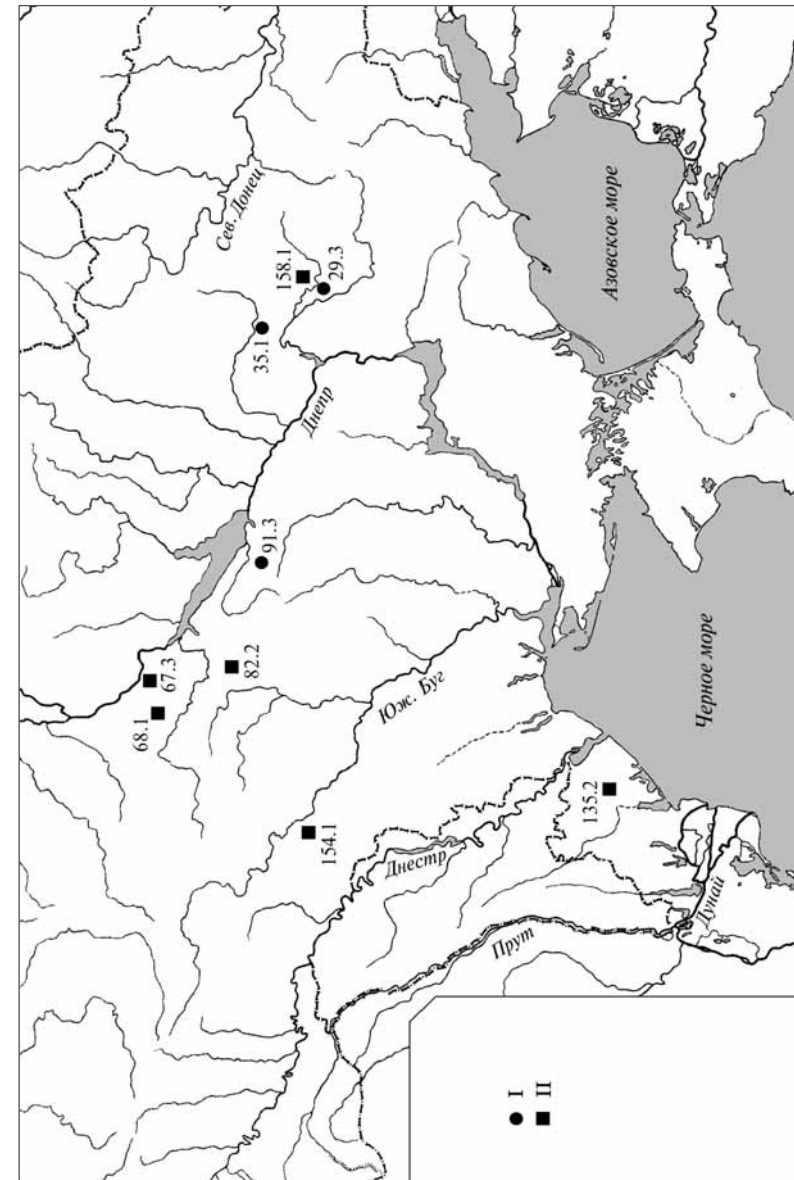 Сев. Донец
158.1
29.3
35.1
Днепр
Азовское море
91.3
67.3
68.1
82.2
Юж. Буг
Черное море
154.1
135.2
Днестр
Прут
Дунай
I
II